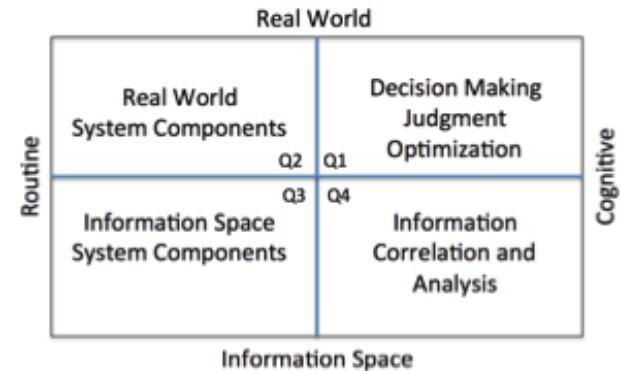 Real World
Routine
Real World
System Components
Q2
Decision Making
Judgment
Optimization
Q1
Information Space
System Components
Q3
Information
Correlation and
Analysis
Q4
Cognitive
Information Space